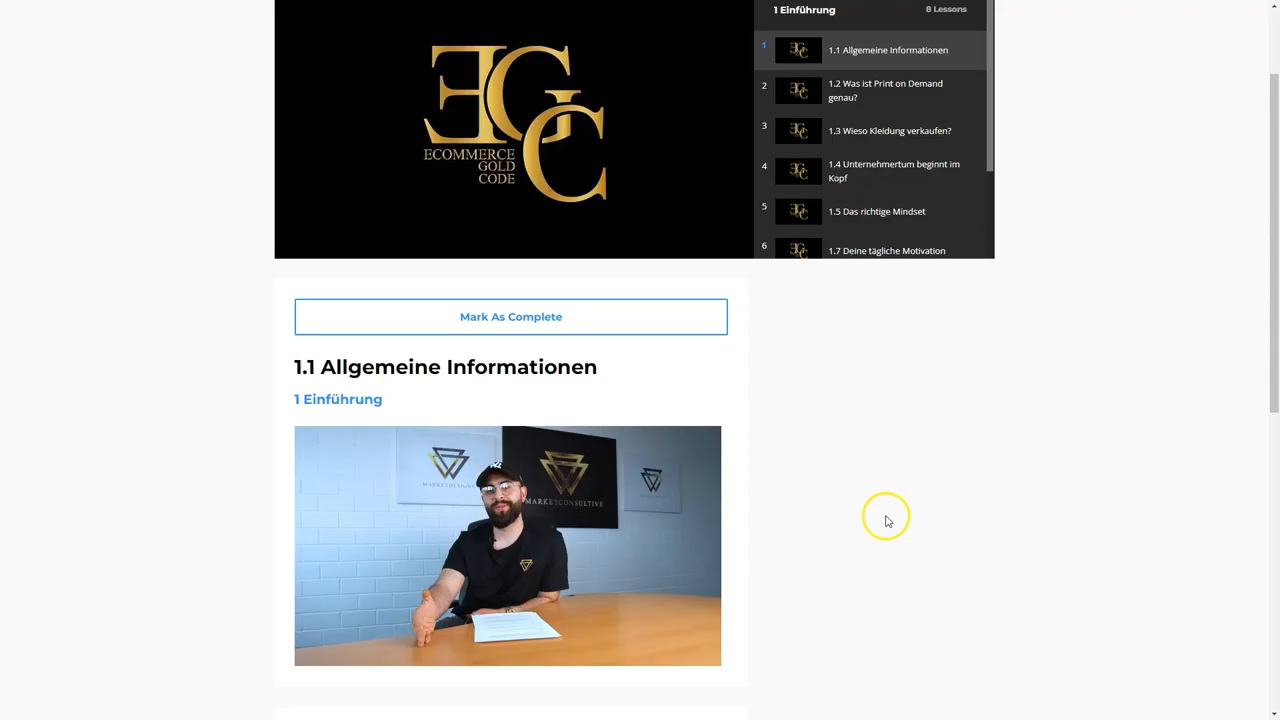 1 Einführung
8 Lessons
ECOMMERCE
GOLD
CODE
1
1.1 Allgemeine Informationen
2
1.2 Was ist Print on Demand
genau?
3
1.3 Wieso Kleidung verkaufen?
4
1.4 Unternehmertum beginnt im
Kopf
5
1.5 Das richtige Mindset
6
1.7 Deine tägliche Motivation
Mark As Complete
1.1 Allgemeine Informationen
1 Einführung
MARKETDESIGNS
MARKETCONSULTIVE